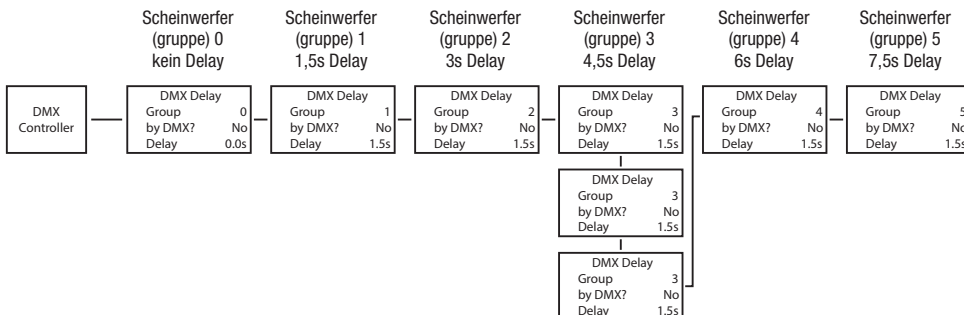 Scheinwerfer
(gruppe) 0
kein Delay
Scheinwerfer
(gruppe) 1
1,5s Delay
Scheinwerfer
(gruppe) 2
3s Delay
Scheinwerfer
(gruppe) 3
4,5s Delay
Scheinwerfer
(gruppe) 4
6s Delay
Scheinwerfer
(gruppe) 5
7,5s Delay
DMX
Controller
DMX Delay
Group 0
by DMX? No
Delay 0.0s
DMX Delay
Group 1
by DMX? No
Delay 1.5s
DMX Delay
Group 2
by DMX? No
Delay 1.5s
DMX Delay
Group 3
by DMX? No
Delay 1.5s
DMX Delay
Group 3
by DMX? No
Delay 1.5s
DMX Delay
Group 3
by DMX? No
Delay 1.5s
DMX Delay
Group 4
by DMX? No
Delay 1.5s
DMX Delay
Group 5
by DMX? No
Delay 1.5s